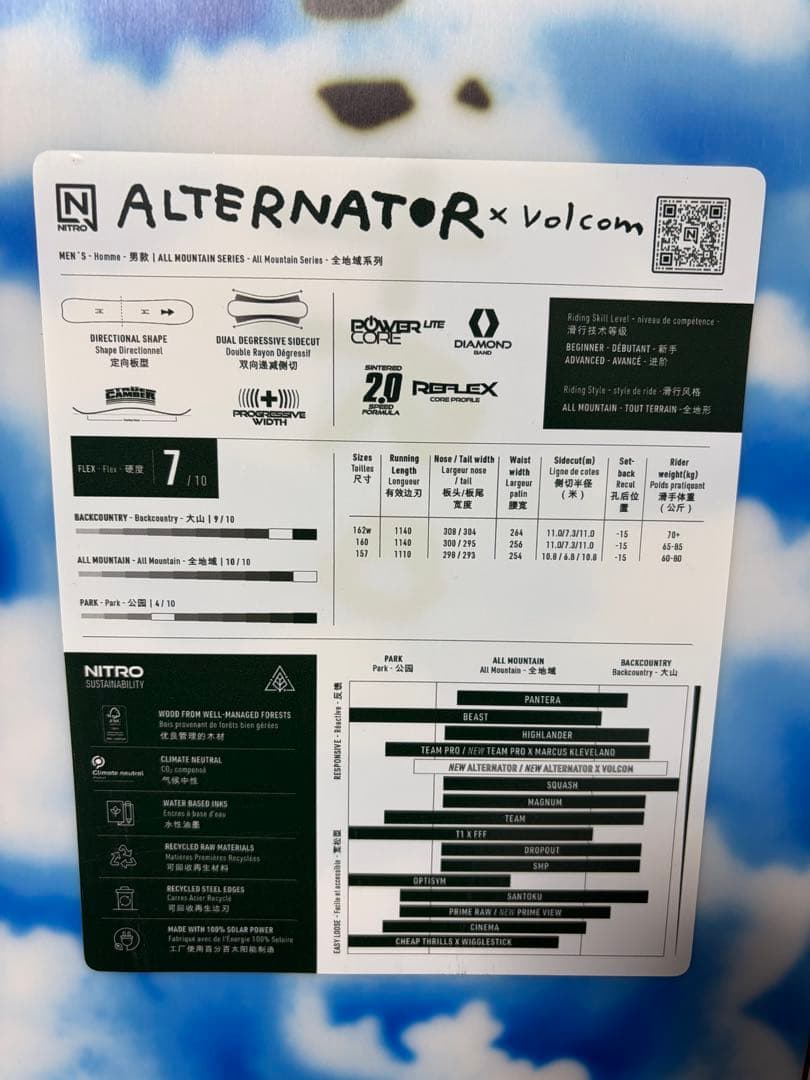 N
NITRO
ALTERNATOR x Volcom
N
MEN´S - Homme - 男款 | ALL MOUNTAIN SERIES - All Mountain Series - 全地域系列
DIRECTIONAL SHAPE
Shape Directionnel
定向板型
DUAL DEGRESSIVE SIDECUT
Double Rayon Dégressif
双向递减侧切
CAMBER
PROGRESSIVE
WIDTH
POWER LITE
CORE
DIAMOND
BAND
SINTERED
2.0
SPEED
FORMULA
REFLEX
CORE PROFILE
Riding Skill Level - niveau de compétence -
滑行技术等级
BEGINNER - DÉBUTANT - 新手
ADVANCED - AVANCÉ - 进阶
Riding Style - style de ride - 滑行风格
ALL MOUNTAIN - TOUT TERRAIN - 全地形
FLEX - Flex - 硬度 7 / 10
BACKCOUNTRY - Backcountry - 大山 | 9 / 10
ALL MOUNTAIN - All Mountain - 全地域 | 10 / 10
PARK - Park - 公园 | 4 / 10
Sizes
Tailles
尺寸
Running
Length
Longueur
有效边刃
Nose / Tail width
Largeur nose
/ tail
板头/板尾
宽度
Waist
width
Largeur
patin
腰宽
Sidecut(m)
Ligne de cotes
侧切半径
（米）
Set-
back
Recul
孔后位
置
Rider
weight(kg)
Poids pratiquant
滑手体重
（公斤）
162w 1140 308 / 304 264 11.0/7.3/11.0 -15 70+
160 1140 300 / 295 256 11.0/7.3/11.0 -15 65-85
157 1110 298 / 293 254 10.8 / 6.8 / 10.8 -15 60-80
NITRO
SUSTAINABILITY
FSC
WOOD FROM WELL-MANAGED FORESTS
Bois provenant de forêts bien gérées
优良管理的木材
Climate neutral
Product
CLIMATE NEUTRAL
CO₂ compensé
气候中性
WATER BASED INKS
Encres à base d'eau
水性油墨
RECYCLED RAW MATERIALS
Matières Premières Recyclées
可回收再生材料
RECYCLED STEEL EDGES
Carres Acier Recyclé
可回收再生边刃
MADE WITH 100% SOLAR POWER
Fabriqué avec de l'Énergie 100% Solaire
工厂使用百分百太阳能制造
PARK
Park - 公园
ALL MOUNTAIN
All Mountain - 全地域
BACKCOUNTRY
Backcountry - 大山
RESPONSIVE - Réactive - 反馈
EASY LOOSE - Facile et accessible - 宽松型
PANTERA
BEAST
HIGHLANDER
TEAM PRO / NEW TEAM PRO X MARCUS KLEVELAND
NEW ALTERNATOR / NEW ALTERNATOR X VOLCOM
SQUASH
MAGNUM
TEAM
T1 X FFF
DROPOUT
SMP
OPTISYM
SANTOKU
PRIME RAW / NEW PRIME VIEW
CINEMA
CHEAP THRILLS X WIGGLESTICK